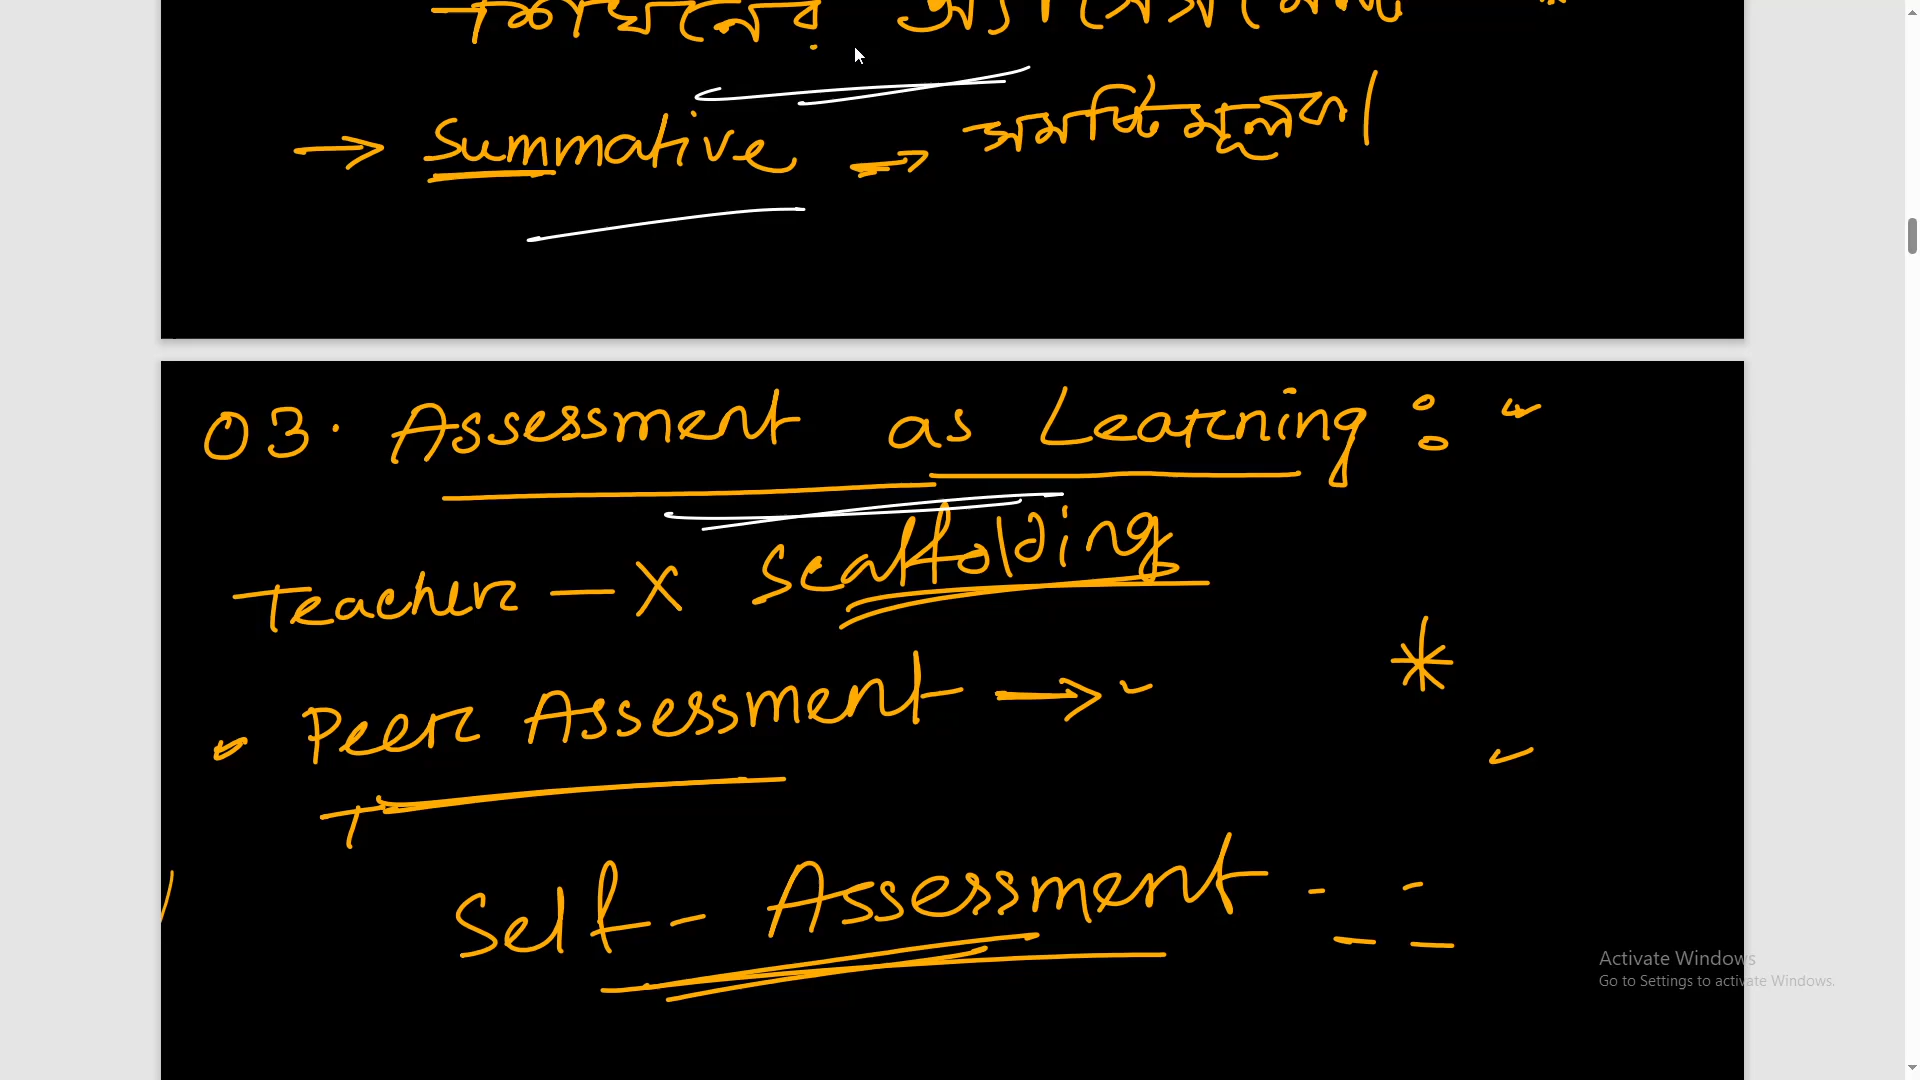 → Summative → সমষ্টিমূলক।
03. Assessment as Learning :
Teacher — X Scaffolding
Peer Assessment →
Self - Assessment - -
Activate Windows
Go to Settings to activate Windows.